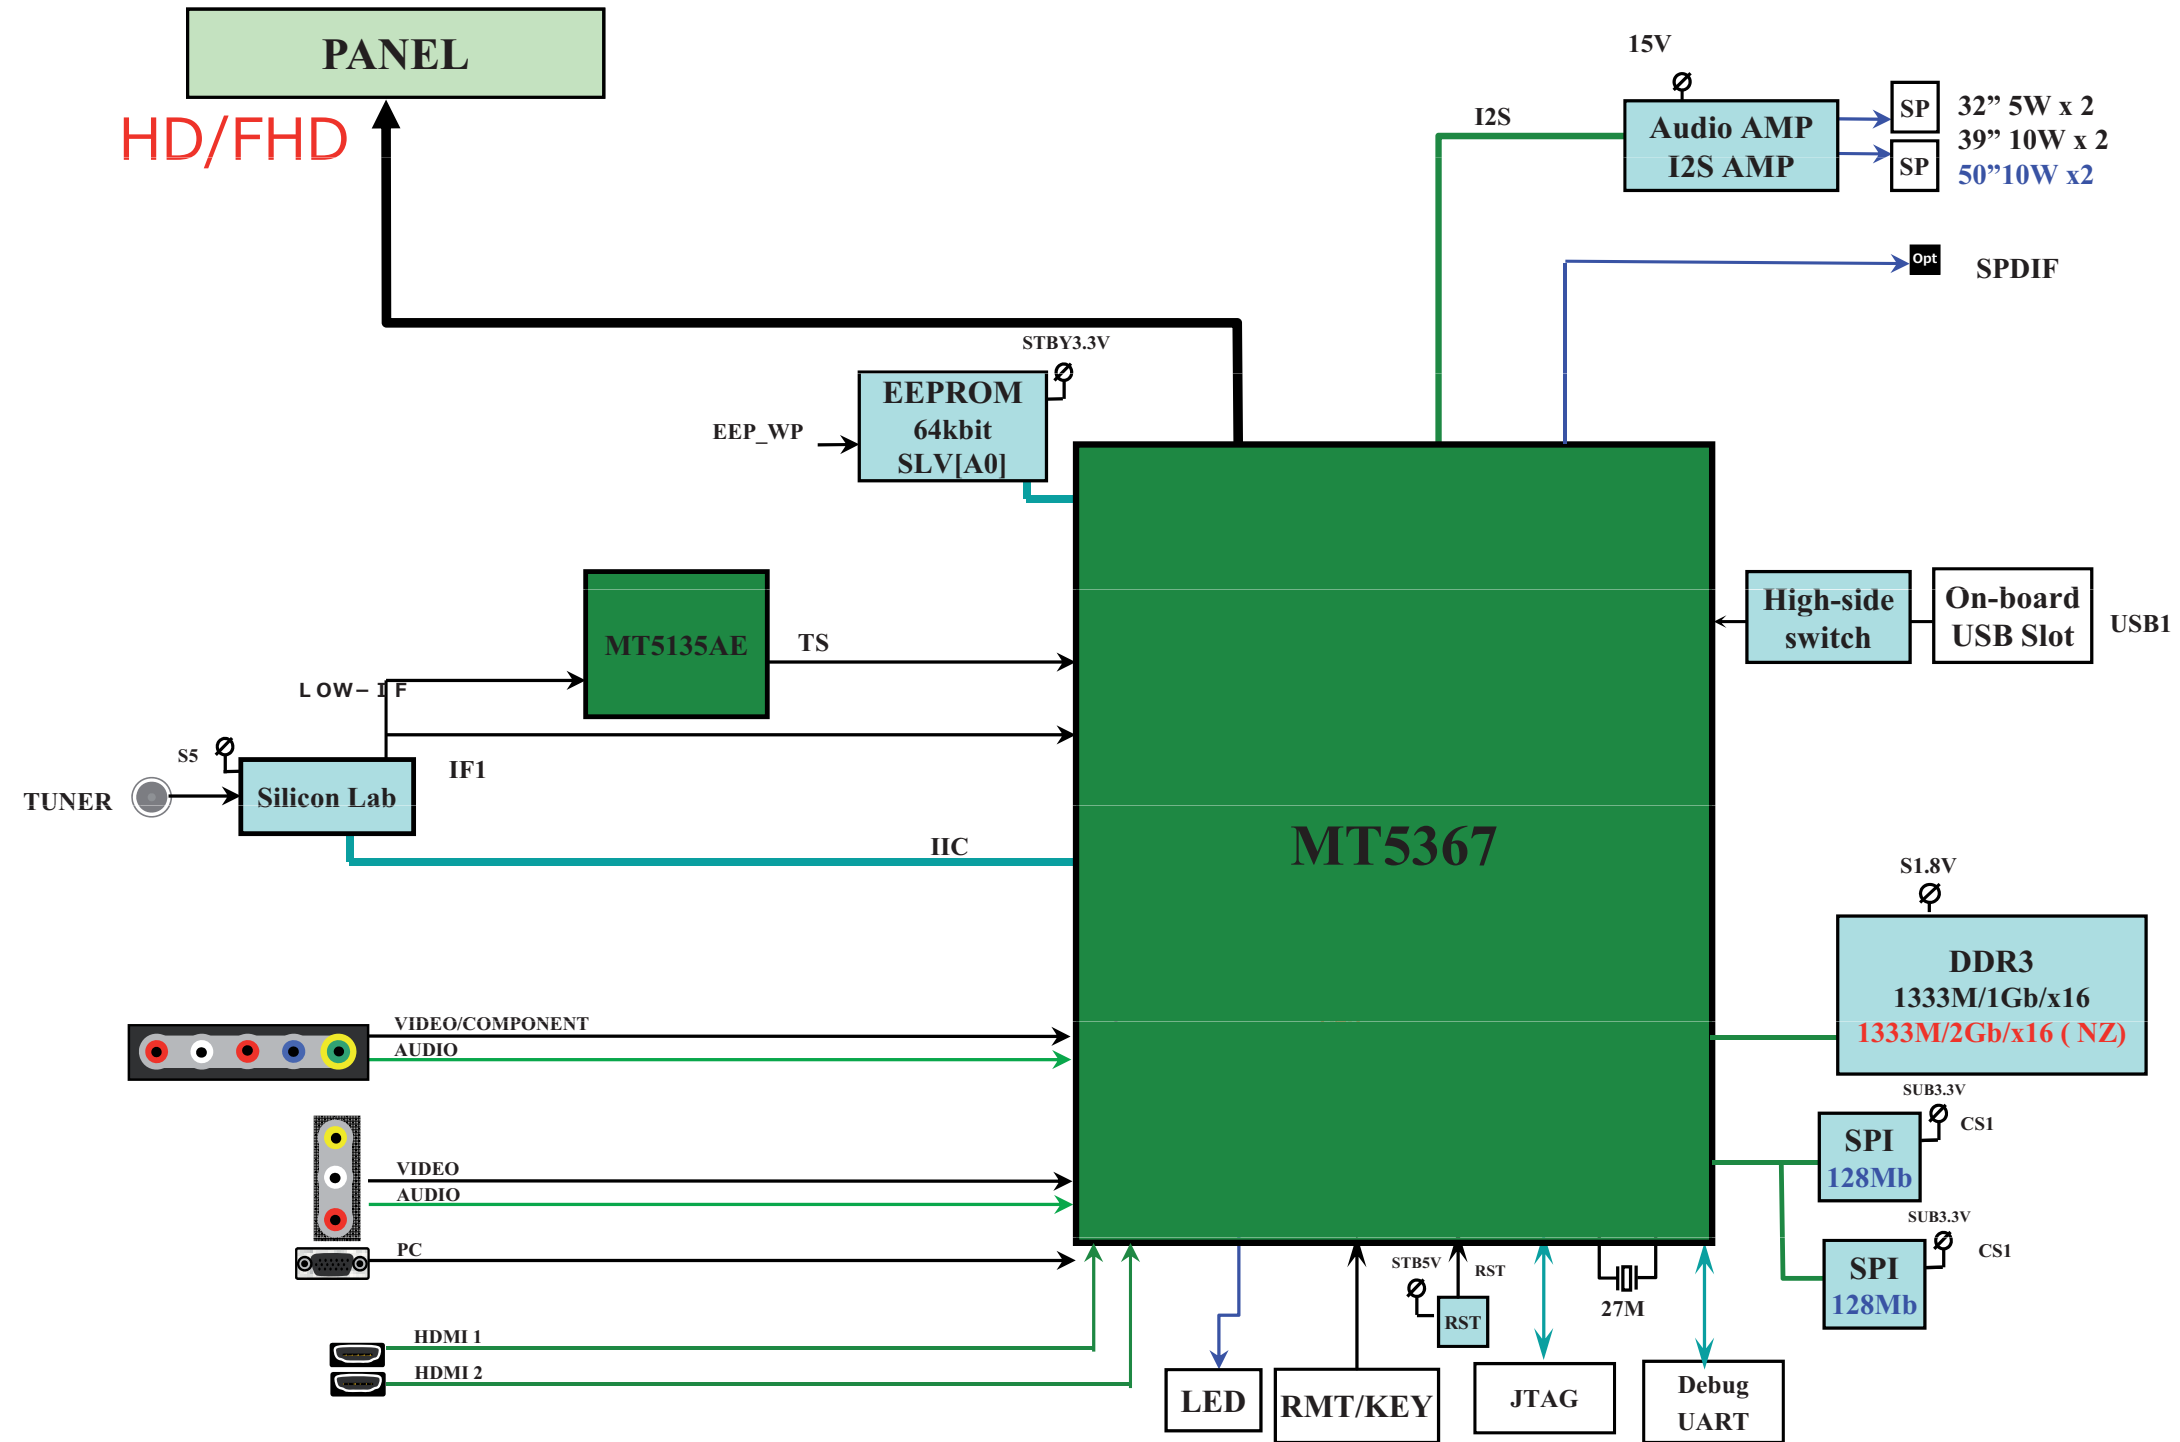 PANEL
HD/FHD
15V
I2S
Audio AMP
I2S AMP
SP
SP
32” 5W x 2
39” 10W x 2
50”10W x2
Opt
SPDIF
STBY3.3V
EEPROM
64kbit
SLV[A0]
EEP_WP
MT5135AE
TS
LOW-IF
High-side
switch
On-board
USB Slot
USB1
S5
TUNER
Silicon Lab
IF1
IIC
MT5367
S1.8V
DDR3
1333M/1Gb/x16
1333M/2Gb/x16 ( NZ)
VIDEO/COMPONENT
AUDIO
SUB3.3V
CS1
SPI
128Mb
VIDEO
AUDIO
SUB3.3V
CS1
SPI
128Mb
PC
STB5V
RST
RST
27M
HDMI 1
HDMI 2
LED
RMT/KEY
JTAG
Debug
UART